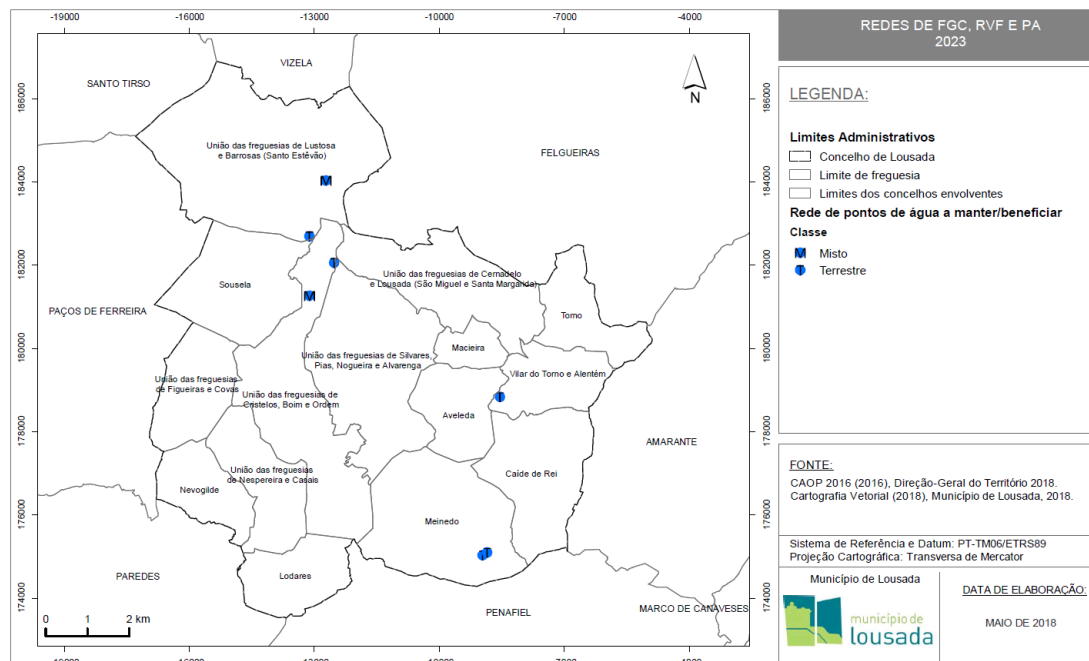 -19000
-16000
-13000
-10000
-7000
-4000
REDES DE FGC, RVF E PA
2023
VIZELA
SANTO TIRSO
186000
186000
N
LEGENDA:
Limites Administrativos
Concelho de Lousada
Limite de freguesia
Limites dos concelhos envolventes
Rede de pontos de água a manter/beneficiar
Classe
M Misto
T Terrestre
União das freguesias de Lustosa
e Barrosas (Santo Estêvão)
FELGUEIRAS
184000
184000
M
T
T
182000
182000
União das freguesias de Cernadelo
e Lousada (São Miguel e Santa Margarida)
Sousela
M
PAÇOS DE FERREIRA
Torno
180000
180000
Macieira
União das freguesias de Silvares,
Pias, Nogueira e Alvarenga
Vilar do Torno e Alentém
União das freguesias
de Figueiras e Covas
União das freguesias de
Cristelos, Boim e Ordem
T
Aveleda
178000
178000
AMARANTE
Caíde de Rei
União das freguesias
de Nespereira e Casais
Nevogilde
176000
176000
Meinedo
T
T
PAREDES
Lodares
174000
174000
PENAFIEL
MARCO DE CANAVESES
0 1 2 km
-19000
-16000
-13000
-10000
-7000
-4000
FONTE:
CAOP 2016 (2016), Direção-Geral do Território 2018.
Cartografia Vetorial (2018), Município de Lousada, 2018.
Sistema de Referência e Datum: PT-TM06/ETRS89
Projeção Cartográfica: Transversa de Mercator
Município de Lousada
município de
lousada
DATA DE ELABORAÇÃO:
MAIO DE 2018